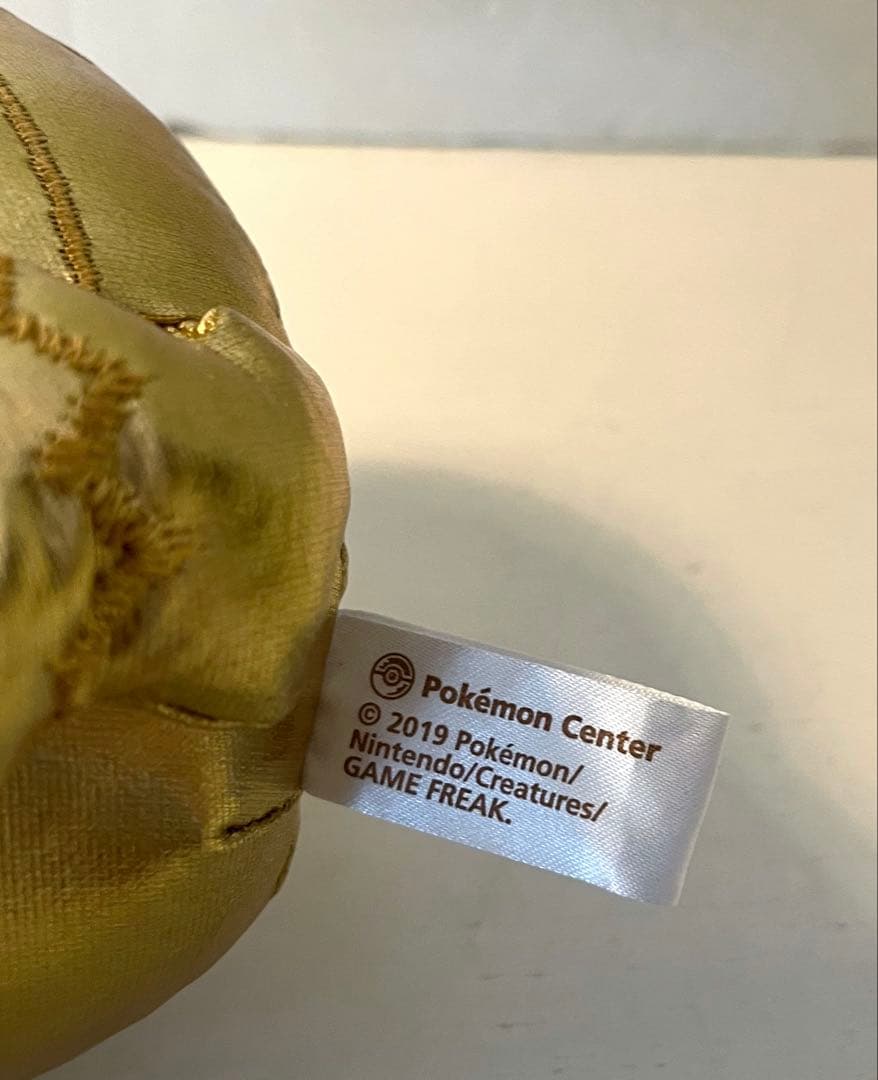 Pokémon Center
© 2019 Pokémon/
Nintendo/Creatures/
GAME FREAK.